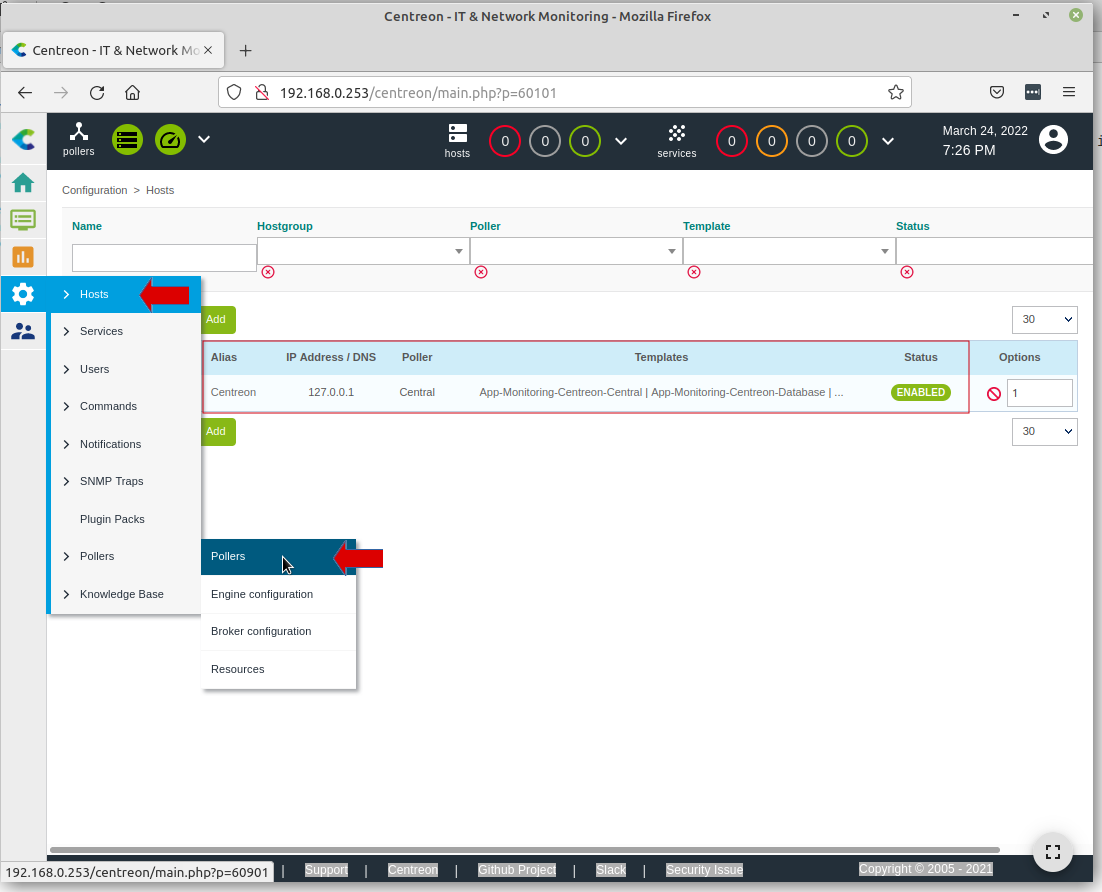 Centreon - IT & Network Monitoring - Mozilla Firefox
Centreon - IT & Network Mo
192.168.0.253/centreon/main.php?p=60101
pollers
hosts
0 0 0
services
0 0 0 0
March 24, 2022
7:26 PM
Configuration > Hosts
Name Hostgroup Poller Template Status
Hosts
Services
Users
Commands
Notifications
SNMP Traps
Plugin Packs
Pollers
Knowledge Base
Add
30
Alias IP Address / DNS Poller Templates Status Options
Centreon 127.0.0.1 Central App-Monitoring-Centreon-Central | App-Monitoring-Centreon-Database | ... ENABLED 1
Add
30
Pollers
Engine configuration
Broker configuration
Resources
192.168.0.253/centreon/main.php?p=60901 | Support | Centreon | Github Project | Slack | Security Issue Copyright © 2005 - 2021